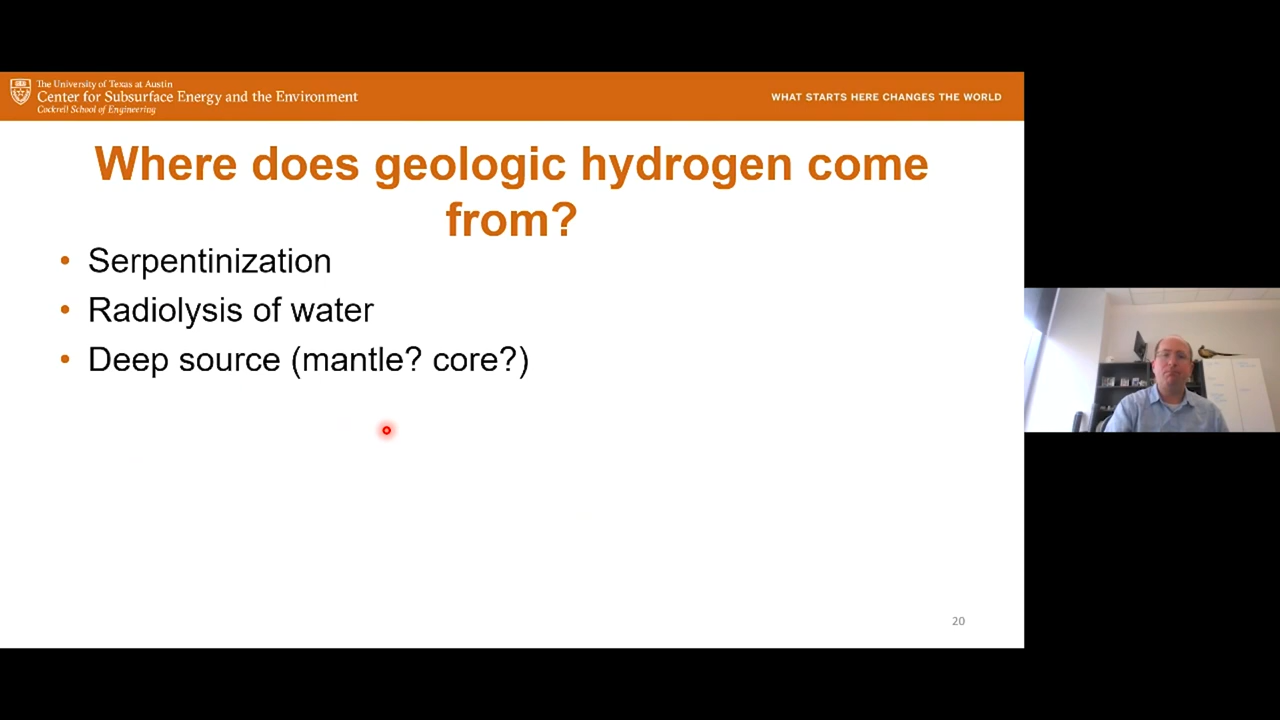 The University of Texas at Austin
Center for Subsurface Energy and the Environment
Cockrell School of Engineering
WHAT STARTS HERE CHANGES THE WORLD
Where does geologic hydrogen come
from?
• Serpentinization
• Radiolysis of water
• Deep source (mantle? core?)
20